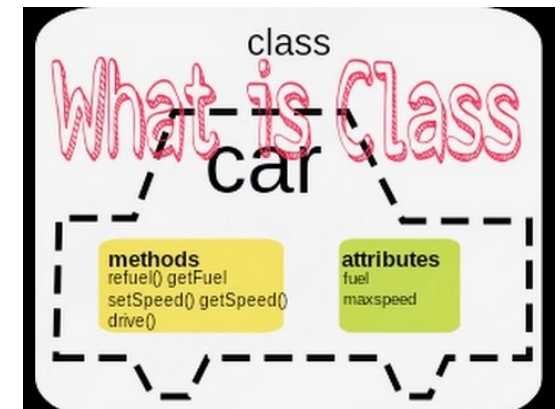 class
What is Class
car
methods
refuel() getFuel
setSpeed() getSpeed()
drive()
attributes
fuel
maxspeed